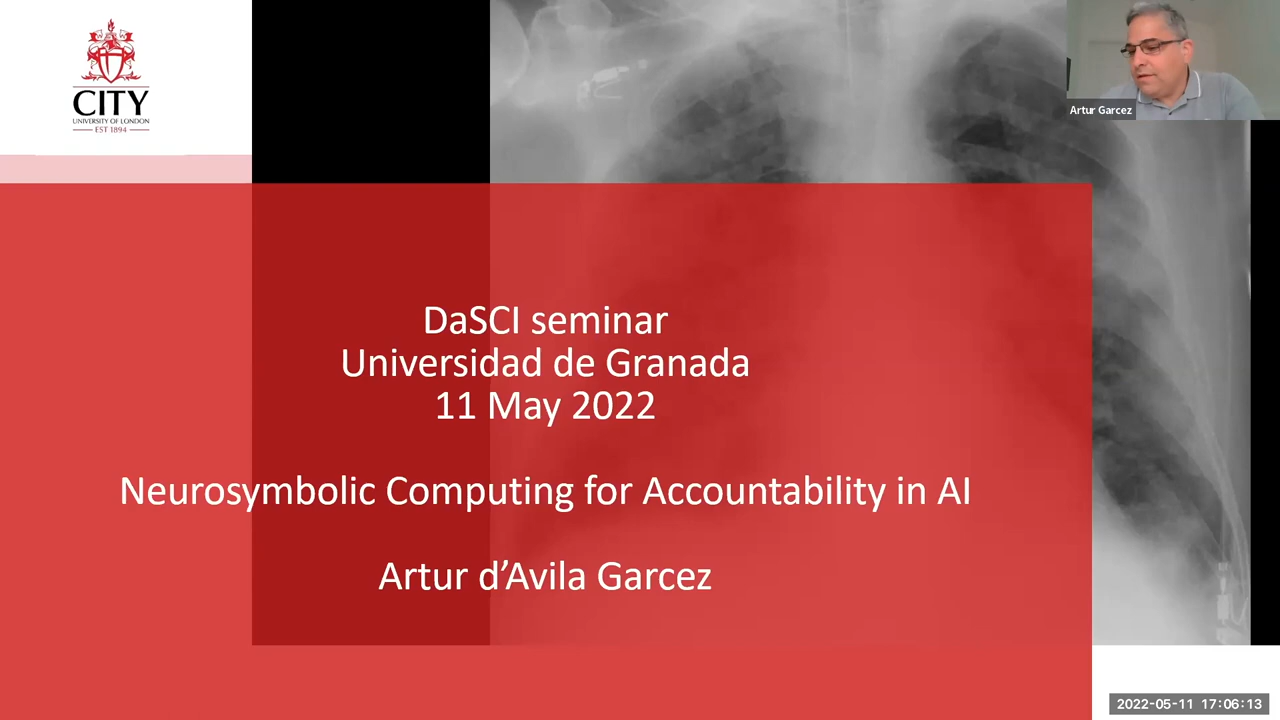 CITY
UNIVERSITY OF LONDON
EST 1894
Artur Garcez
DaSCI seminar
Universidad de Granada
11 May 2022
Neurosymbolic Computing for Accountability in AI
Artur d’Avila Garcez
2022-05-11 17:06:13